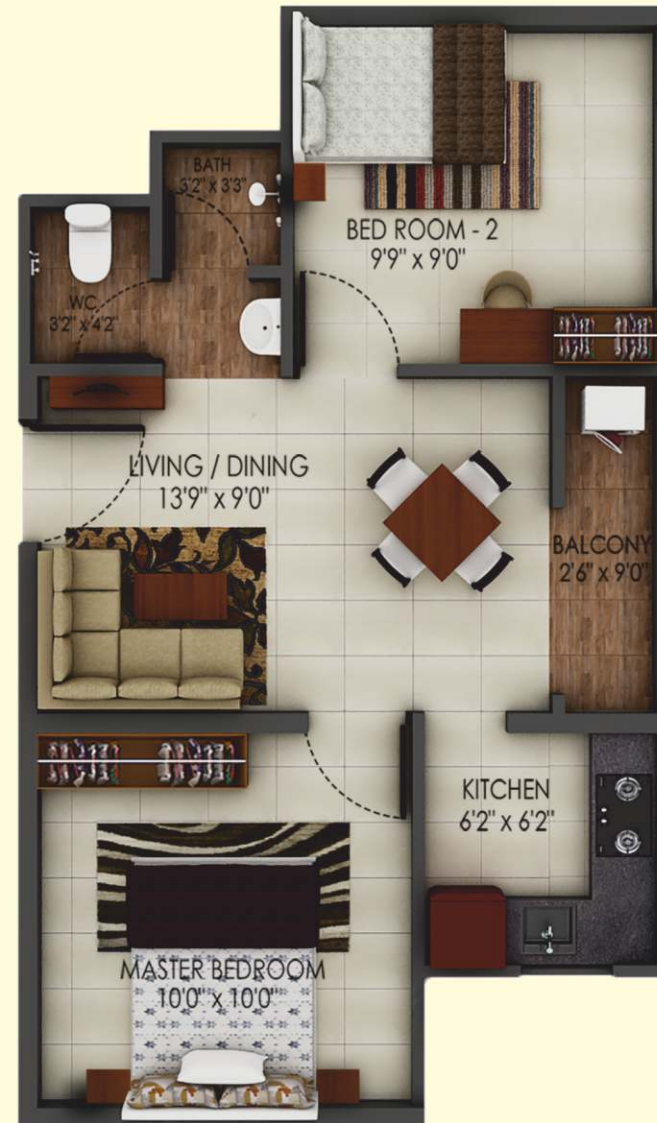 BATH
3'2" x 3'3"
BED ROOM - 2
9'9" x 9'0"
WC
3'2" x 4'2"
LIVING / DINING
13'9" x 9'0"
BALCONY
2'6" x 9'0"
KITCHEN
6'2" x 6'2"
MASTER BEDROOM
10'0" x 10'0"